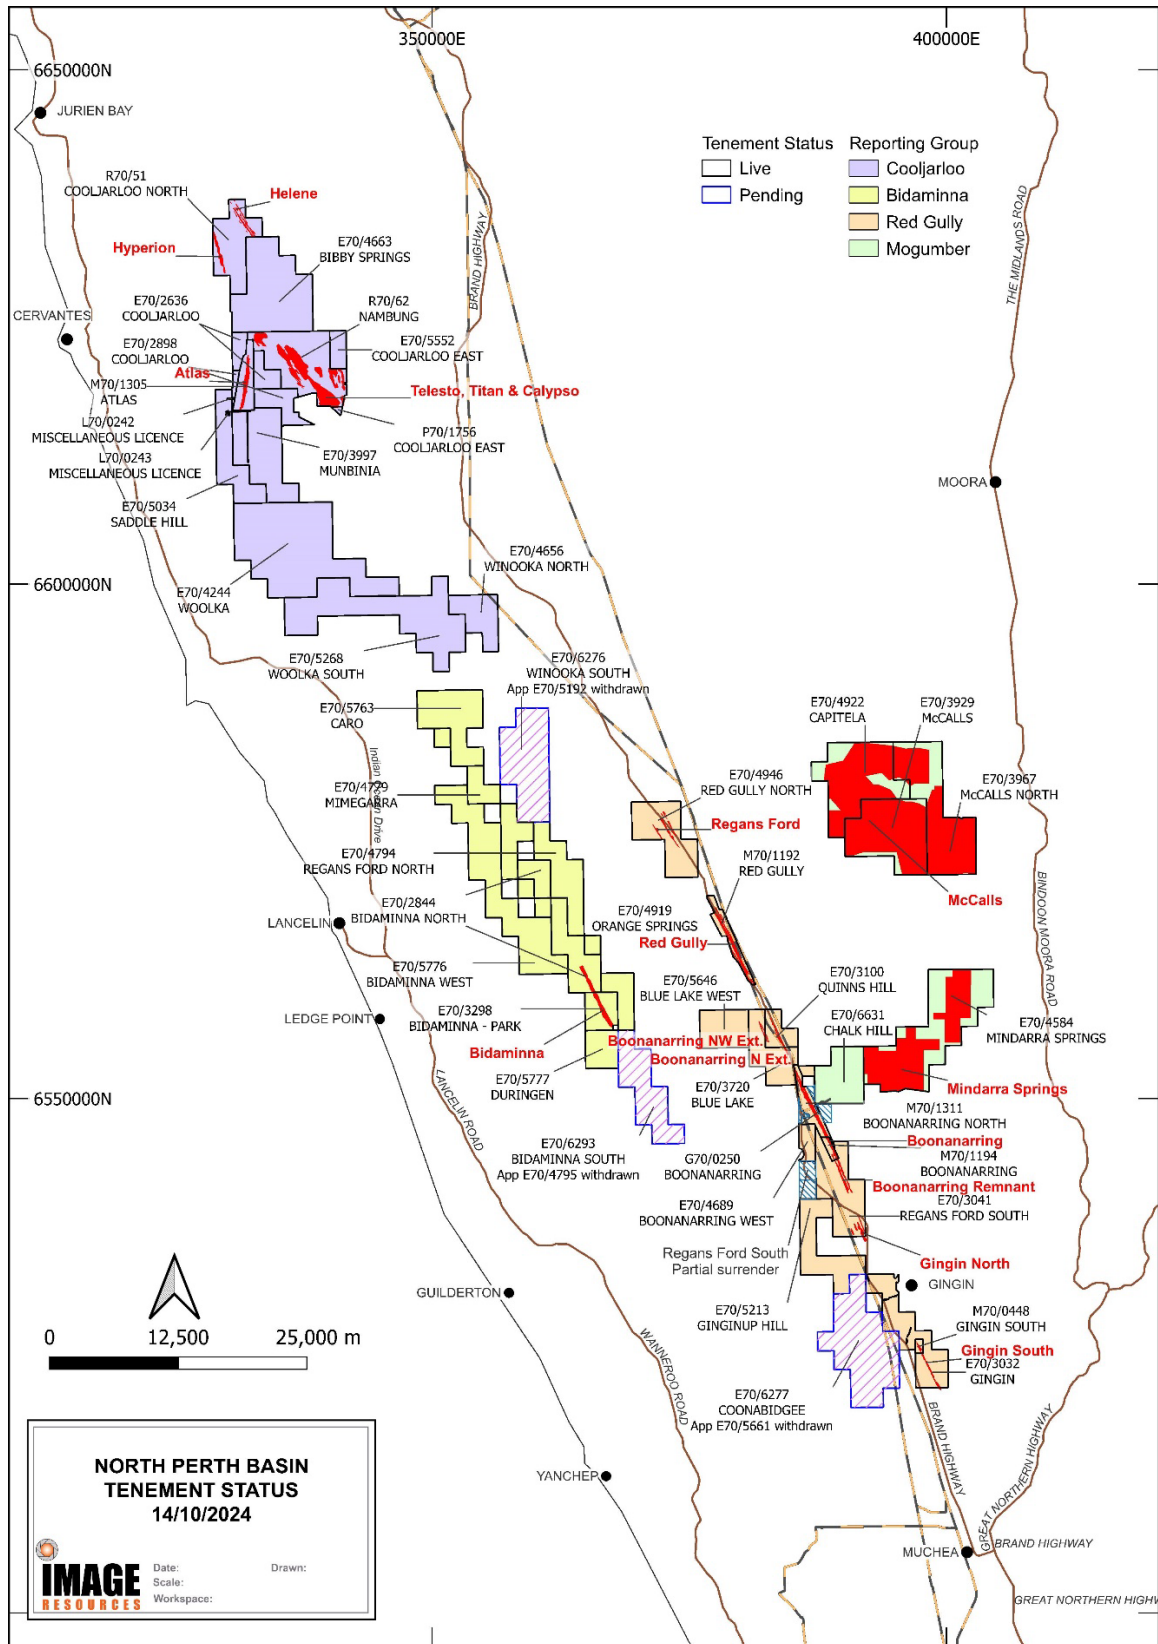 350000E
400000E
6650000N
JURIEN BAY
Tenement Status
Live
Pending
Reporting Group
Cooljarloo
Bidaminna
Red Gully
Mogumber
THE MIDLANDS ROAD
BRAND HIGHWAY
R70/51
COOLJARLOO NORTH
Helene
Hyperion
E70/4663
BIBBY SPRINGS
CERVANTES
E70/2636
COOLJARLOO
R70/62
NAMBUNG
E70/2898
COOLJARLOO
E70/5552
COOLJARLOO EAST
Atlas
M70/1305
ATLAS
Telesto, Titan & Calypso
L70/0242
MISCELLANEOUS LICENCE
P70/1756
COOLJARLOO EAST
L70/0243
MISCELLANEOUS LICENCE
E70/3997
MUNBINIA
MOORA
E70/5034
SADDLE HILL
E70/4656
WINOOKA NORTH
6600000N
E70/4244
WOOLKA
E70/5268
WOOLKA SOUTH
E70/6276
WINOOKA SOUTH
App E70/5192 withdrawn
E70/5763
CARO
E70/4922
CAPITELA
E70/3929
McCALLS
Indian Ocean Drive
E70/4779
MIMEGARRA
E70/4946
RED GULLY NORTH
E70/3967
McCALLS NORTH
Regans Ford
E70/4794
REGANS FORD NORTH
M70/1192
RED GULLY
BINDOON MOORA ROAD
E70/2844
BIDAMINNA NORTH
McCalls
LANCELIN
E70/4919
ORANGE SPRINGS
Red Gully
E70/5776
BIDAMINNA WEST
E70/5646
BLUE LAKE WEST
E70/3100
QUINNS HILL
LEDGE POINT
E70/3298
BIDAMINNA - PARK
E70/6631
CHALK HILL
E70/4584
MINDARRA SPRINGS
Bidaminna
Boonanarring NW Ext.
Boonanarring N Ext.
E70/5777
DURINGEN
E70/3720
BLUE LAKE
Mindarra Springs
6550000N
LANCELIN ROAD
M70/1311
BOONANARRING NORTH
Boonanarring
E70/6293
BIDAMINNA SOUTH
App E70/4795 withdrawn
G70/0250
BOONANARRING
M70/1194
BOONANARRING
Boonanarring Remnant
E70/4689
BOONANARRING WEST
E70/3041
REGANS FORD SOUTH
Regans Ford South
Partial surrender
Gingin North
GINGIN
GUILDERTON
E70/5213
GINGINUP HILL
M70/0448
GINGIN SOUTH
0 12,500 25,000 m
WANNEROO ROAD
Gingin South
E70/3032
GINGIN
E70/6277
COONABIDGEE
App E70/5661 withdrawn
BRAND HIGHWAY
GREAT NORTHERN HIGHWAY
NORTH PERTH BASIN
TENEMENT STATUS
14/10/2024
YANCHEP
MUCHEA
BRAND HIGHWAY
IMAGE
RESOURCES
Date:
Drawn:
Scale:
Workspace:
GREAT NORTHERN HIGHW